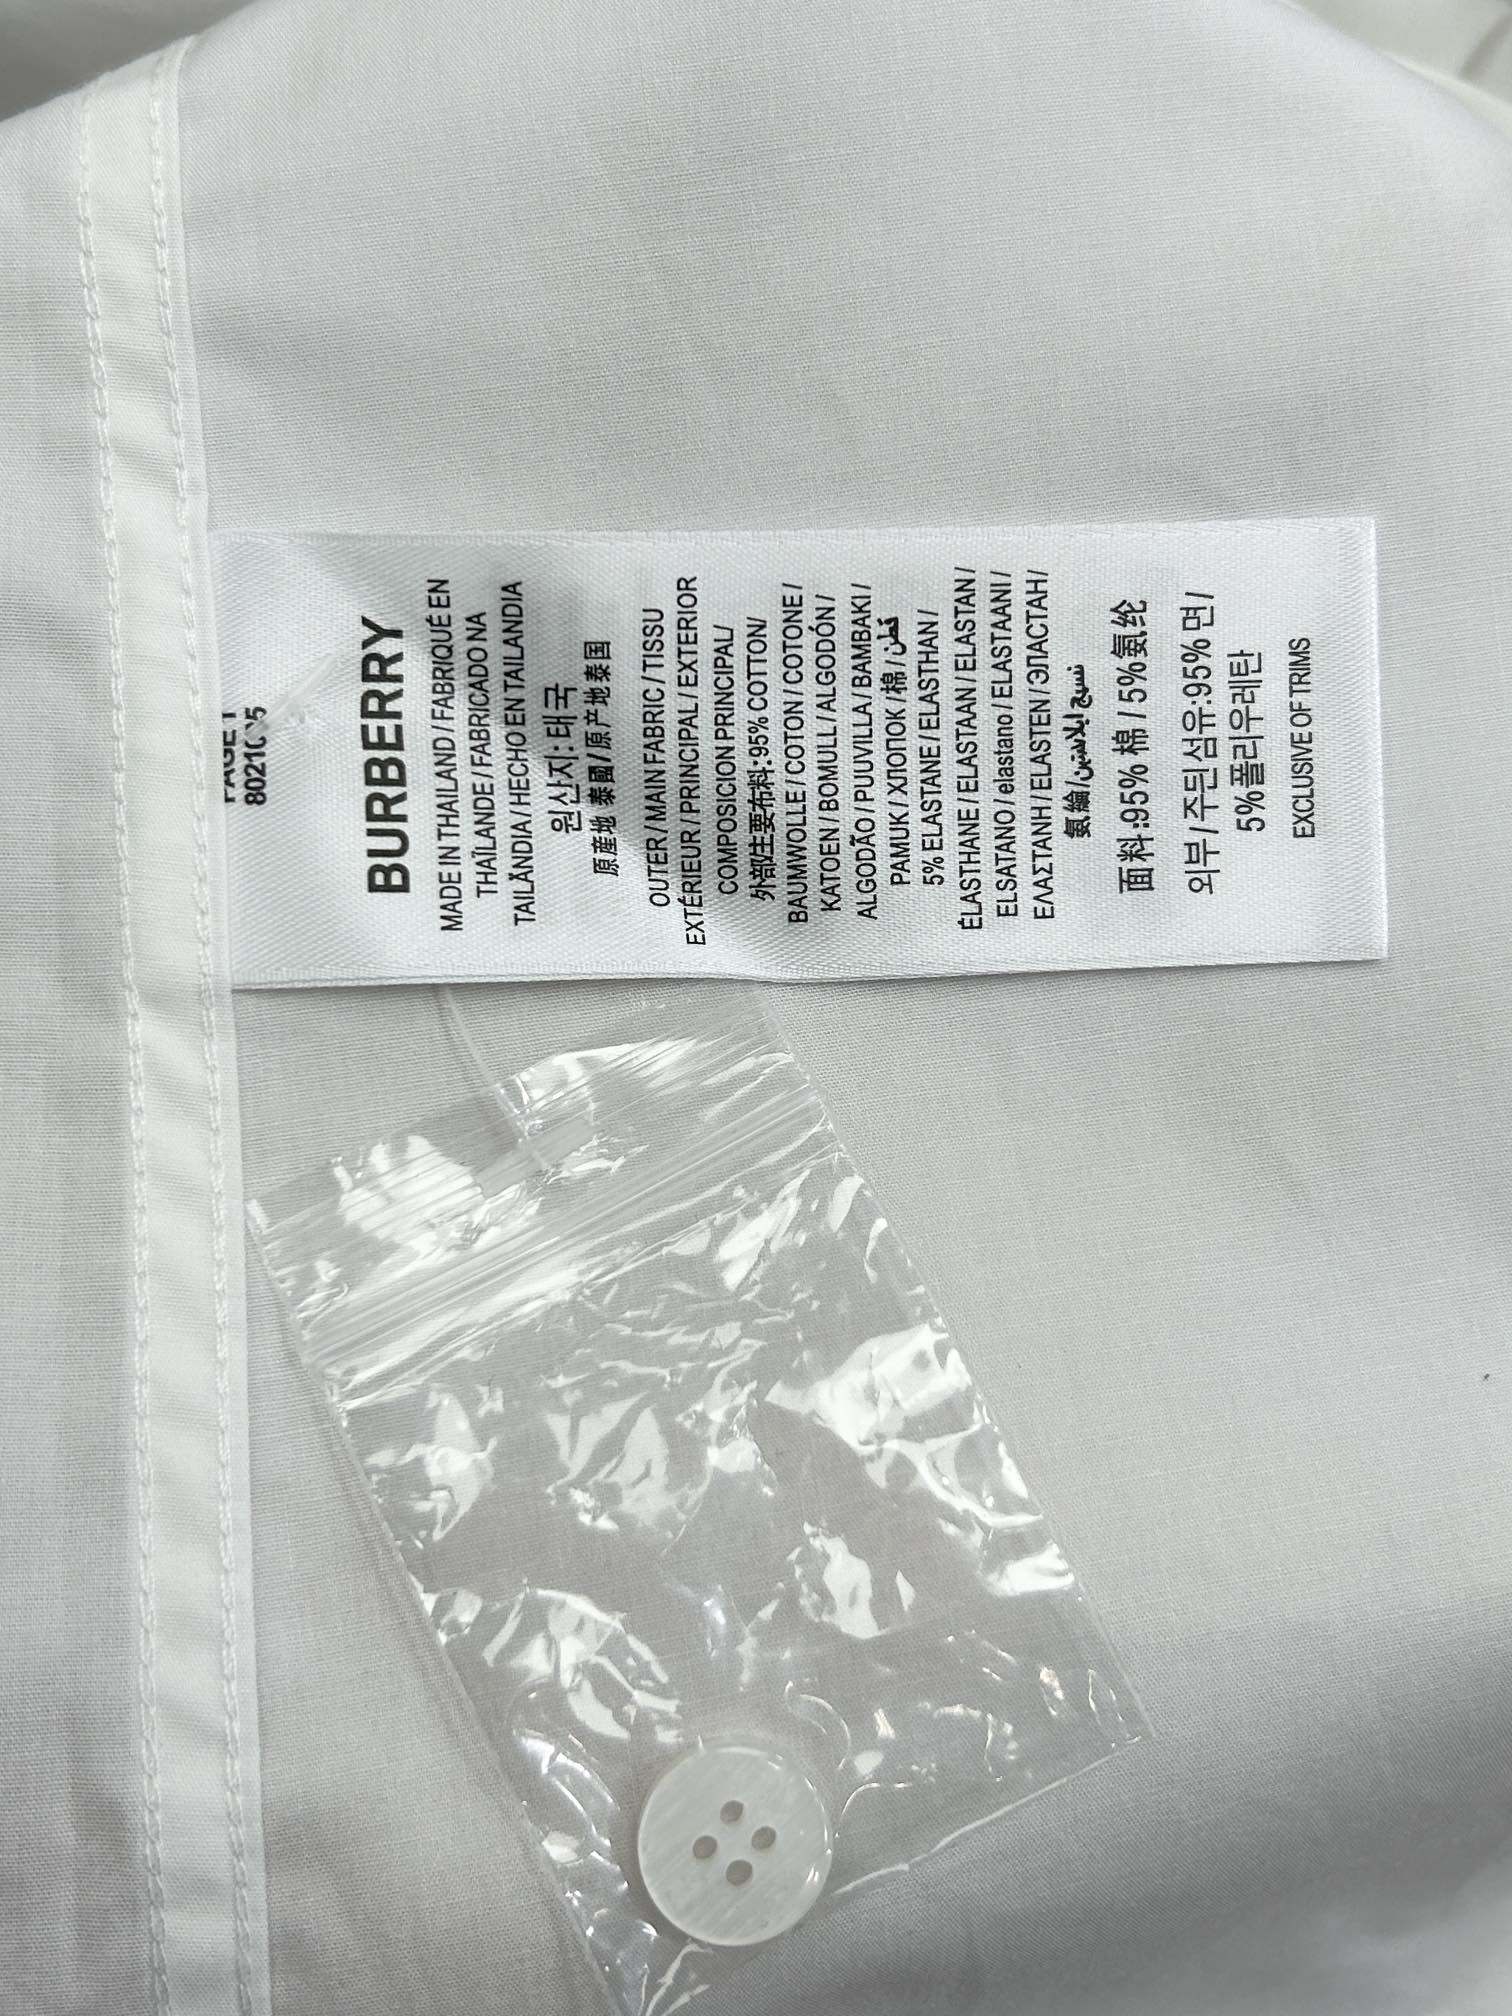 BURBERRY
MADE IN THAILAND / FABRIQUÉ EN
THAÏLANDE / FABRICADO NA
TAILÂNDIA / HECHO EN TAILANDIA
원산지: 태국
原産地 泰國 / 原产地 泰国
OUTER / MAIN FABRIC / TISSU
EXTÉRIEUR / PRINCIPAL / EXTERIOR
COMPOSICION PRINCIPAL/
外部/主要布料:95% COTTON/
BAUMWOLLE / COTON / COTONE /
KATOEN / BOMULL / ALGODÓN /
ALGODÃO / PUUVILLA / BAMBAKI /
PAMUK / ХЛОПОК / 棉 / قطن /
5% ELASTANE / ELASTHAN /
ÉLASTHANE / ELASTAAN / ELASTAN /
ELSATANO / elastano / ELASTAANI /
ΕΛΑΣΤΑΝΗ / ELASTEN / ЭЛАСТАН /
氨綸 / نسيج ايلاستين
面料:95% 棉 / 5%氨纶
외부 / 주된 섬유:95% 면 /
5%폴리우레탄
EXCLUSIVE OF TRIMS